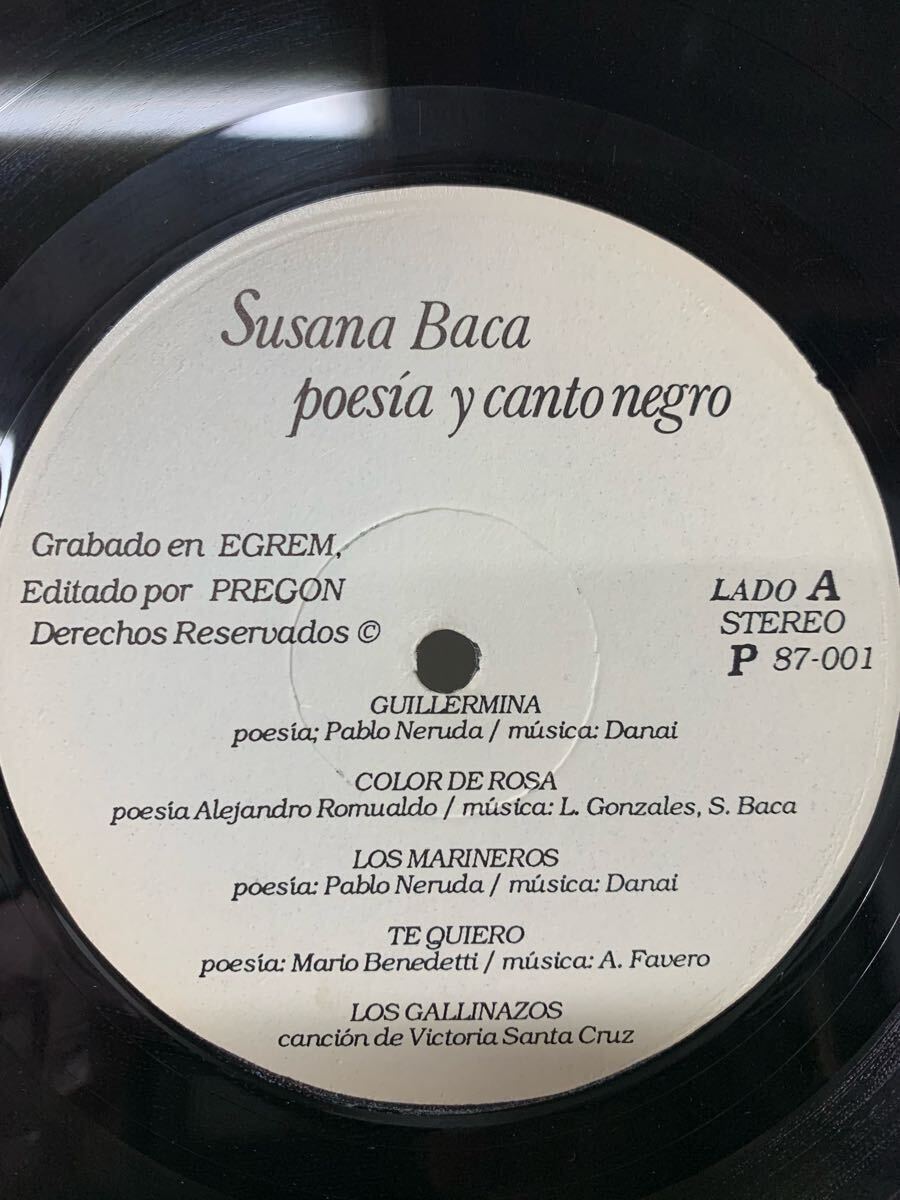 Susana Baca
poesía y canto negro
Grabado en EGREM,
Editado por PREGON
Derechos Reservados ©
LADO A
STEREO
P 87-001
GUILLERMINA
poesía; Pablo Neruda / música: Danai
COLOR DE ROSA
poesía Alejandro Romualdo / música: L. Gonzales, S. Baca
LOS MARINEROS
poesía: Pablo Neruda / música: Danai
TE QUIERO
poesía: Mario Benedetti / música: A. Favero
LOS GALLINAZOS
canción de Victoria Santa Cruz